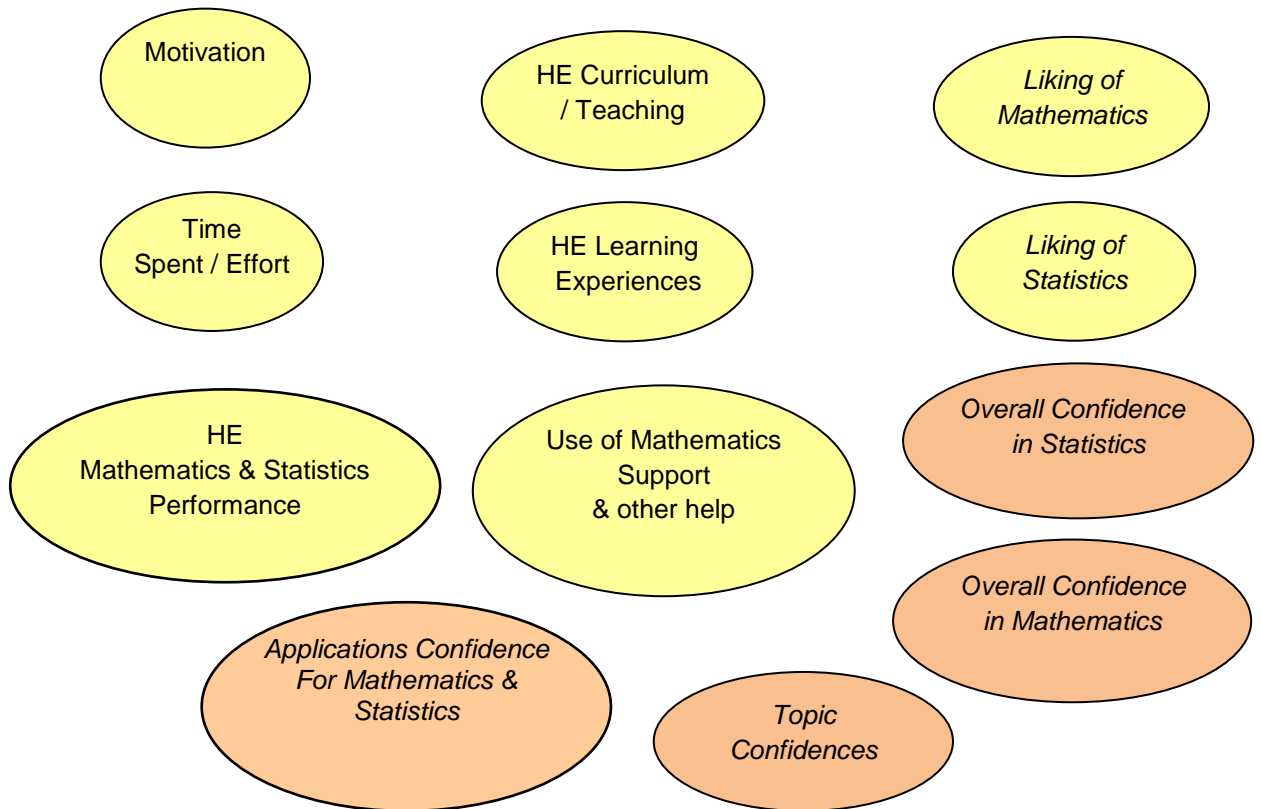 Motivation
HE Curriculum
/ Teaching
Liking of
Mathematics
Time
Spent / Effort
HE Learning
Experiences
Liking of
Statistics
HE
Mathematics & Statistics
Performance
Use of Mathematics
Support
& other help
Overall Confidence
in Statistics
Overall Confidence
in Mathematics
Applications Confidence
For Mathematics &
Statistics
Topic
Confidences